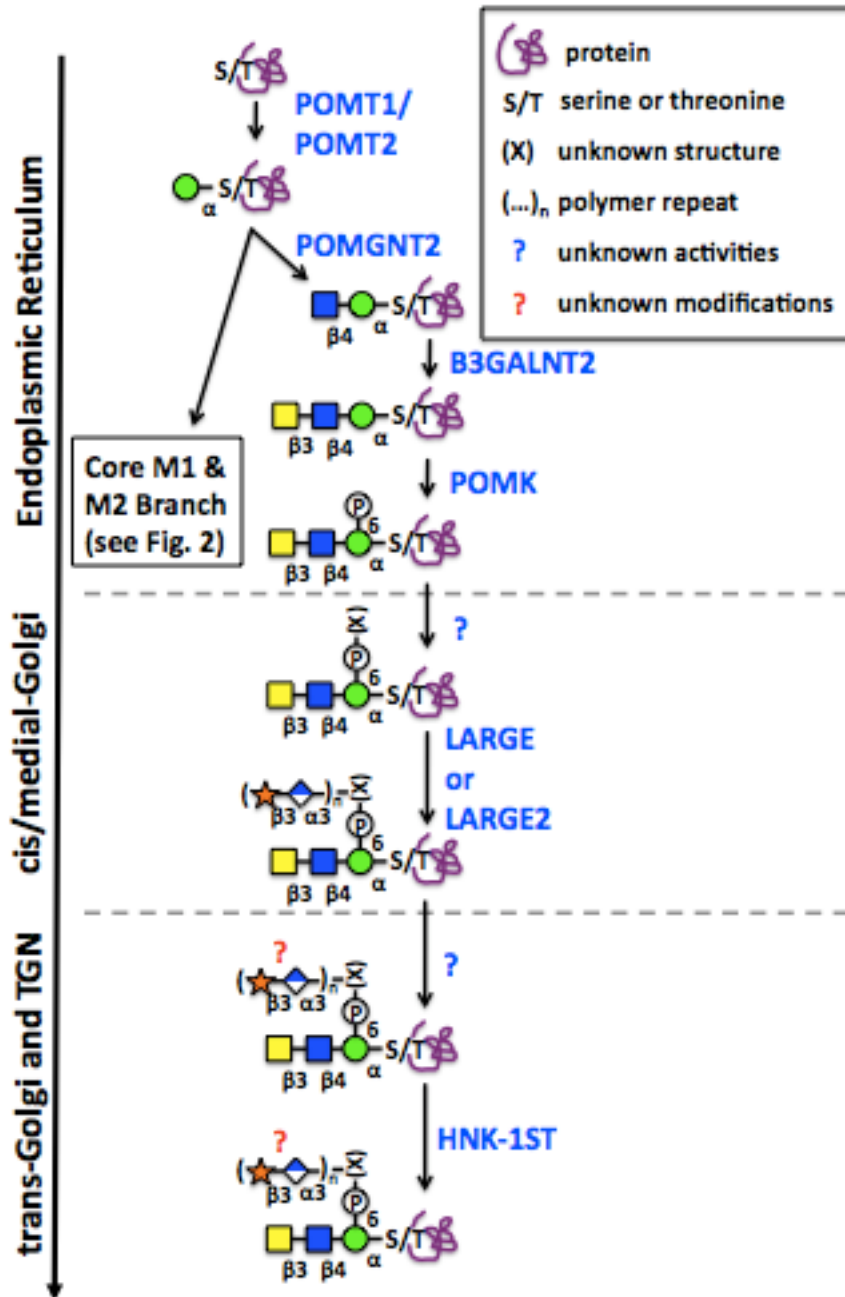 S/T
POMT1/
POMT2
α S/T
POMGNT2
β4 α S/T
B3GALNT2
β3 β4 α S/T
POMK
P
6
β3 β4 α S/T
Core M1 &
M2 Branch
(see Fig. 2)
?
(X)
P
6
β3 β4 α S/T
LARGE
or
LARGE2
( β3 α3 )n (X)
P
6
β3 β4 α S/T
?
?
( β3 α3 )n (X)
P
6
β3 β4 α S/T
HNK-1ST
?
( β3 α3 )n (X)
P
6
β3 β4 α S/T
Endoplasmic Reticulum
cis/medial-Golgi
trans-Golgi and TGN
protein
S/T serine or threonine
(X) unknown structure
(...)n polymer repeat
? unknown activities
? unknown modifications